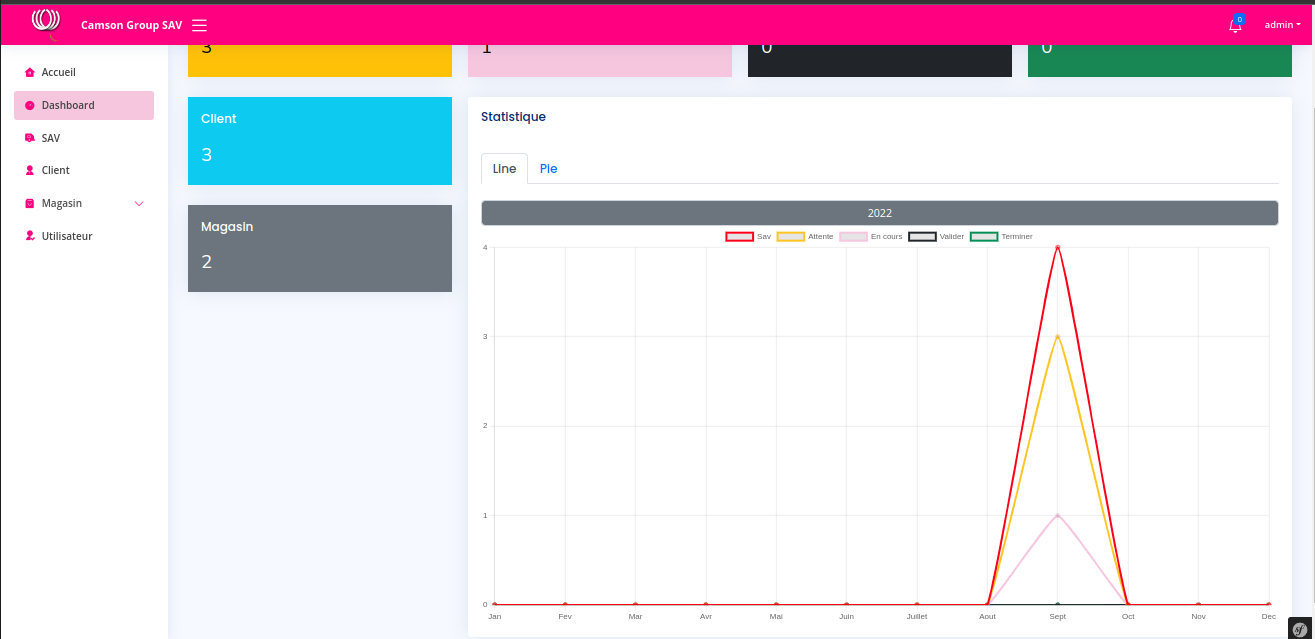 Camson Group SAV
0
admin
3
1
0
0
Accueil
Dashboard
SAV
Client
Magasin
Utilisateur
Client
3
Magasin
2
Statistique
Line
Pie
2022
Sav
Attente
En cours
Valider
Terminer
4
3
2
1
0
Jan
Fev
Mar
Avr
Mai
Juin
Juillet
Aout
Sept
Oct
Nov
Dec
sf